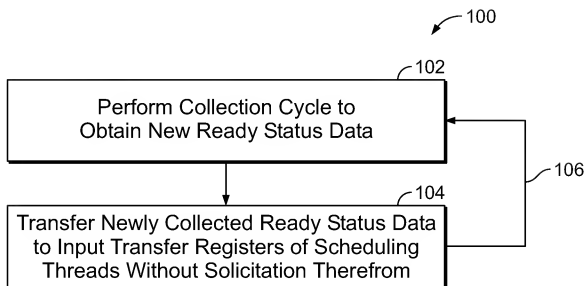 100
102
Perform Collection Cycle to
Obtain New Ready Status Data
106
104
Transfer Newly Collected Ready Status Data
to Input Transfer Registers of Scheduling
Threads Without Solicitation Therefrom